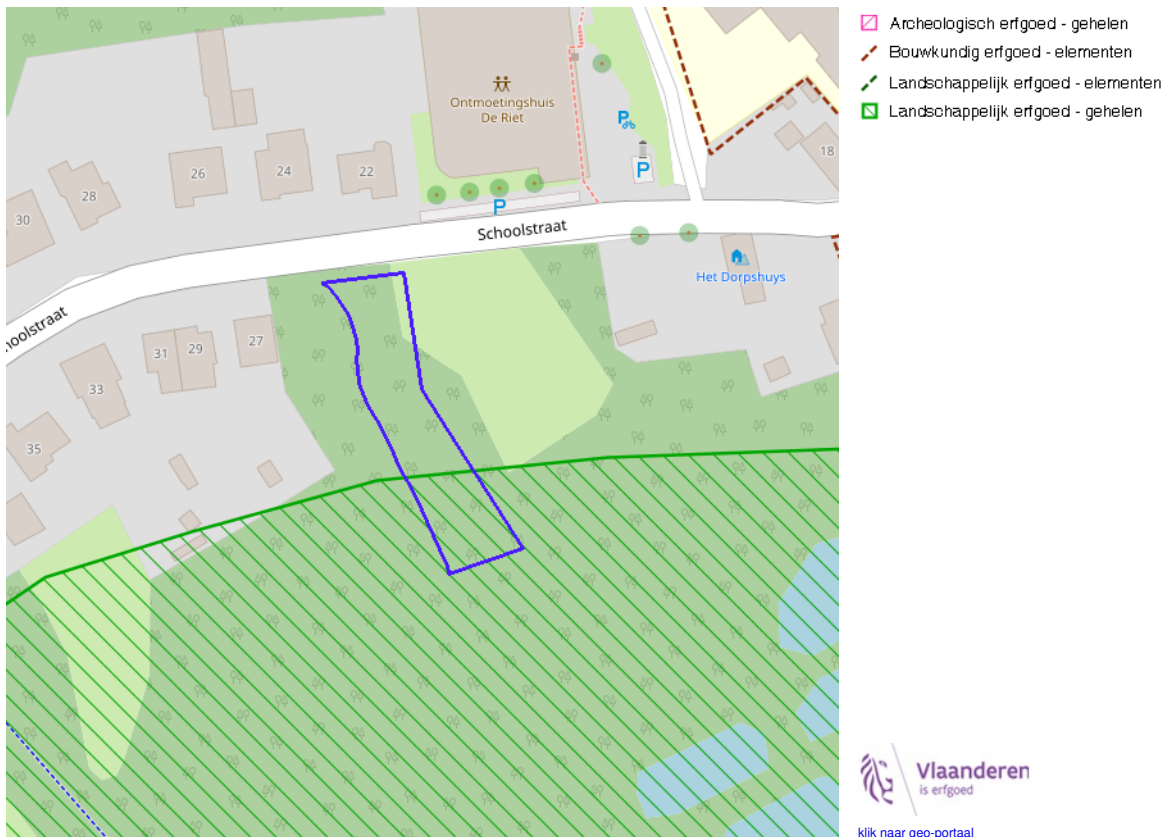 Archeologisch erfgoed - gehelen
Bouwkundig erfgoed - elementen
Landschappelijk erfgoed - elementen
Landschappelijk erfgoed - gehelen
Ontmoetingshuis
De Riet
P
P
P
18
30
28
26
24
22
Schoolstraat
Het Dorpshuys
hoolstraat
35
33
31
29
27
Vlaanderen
is erfgoed
klik naar geo-portaal